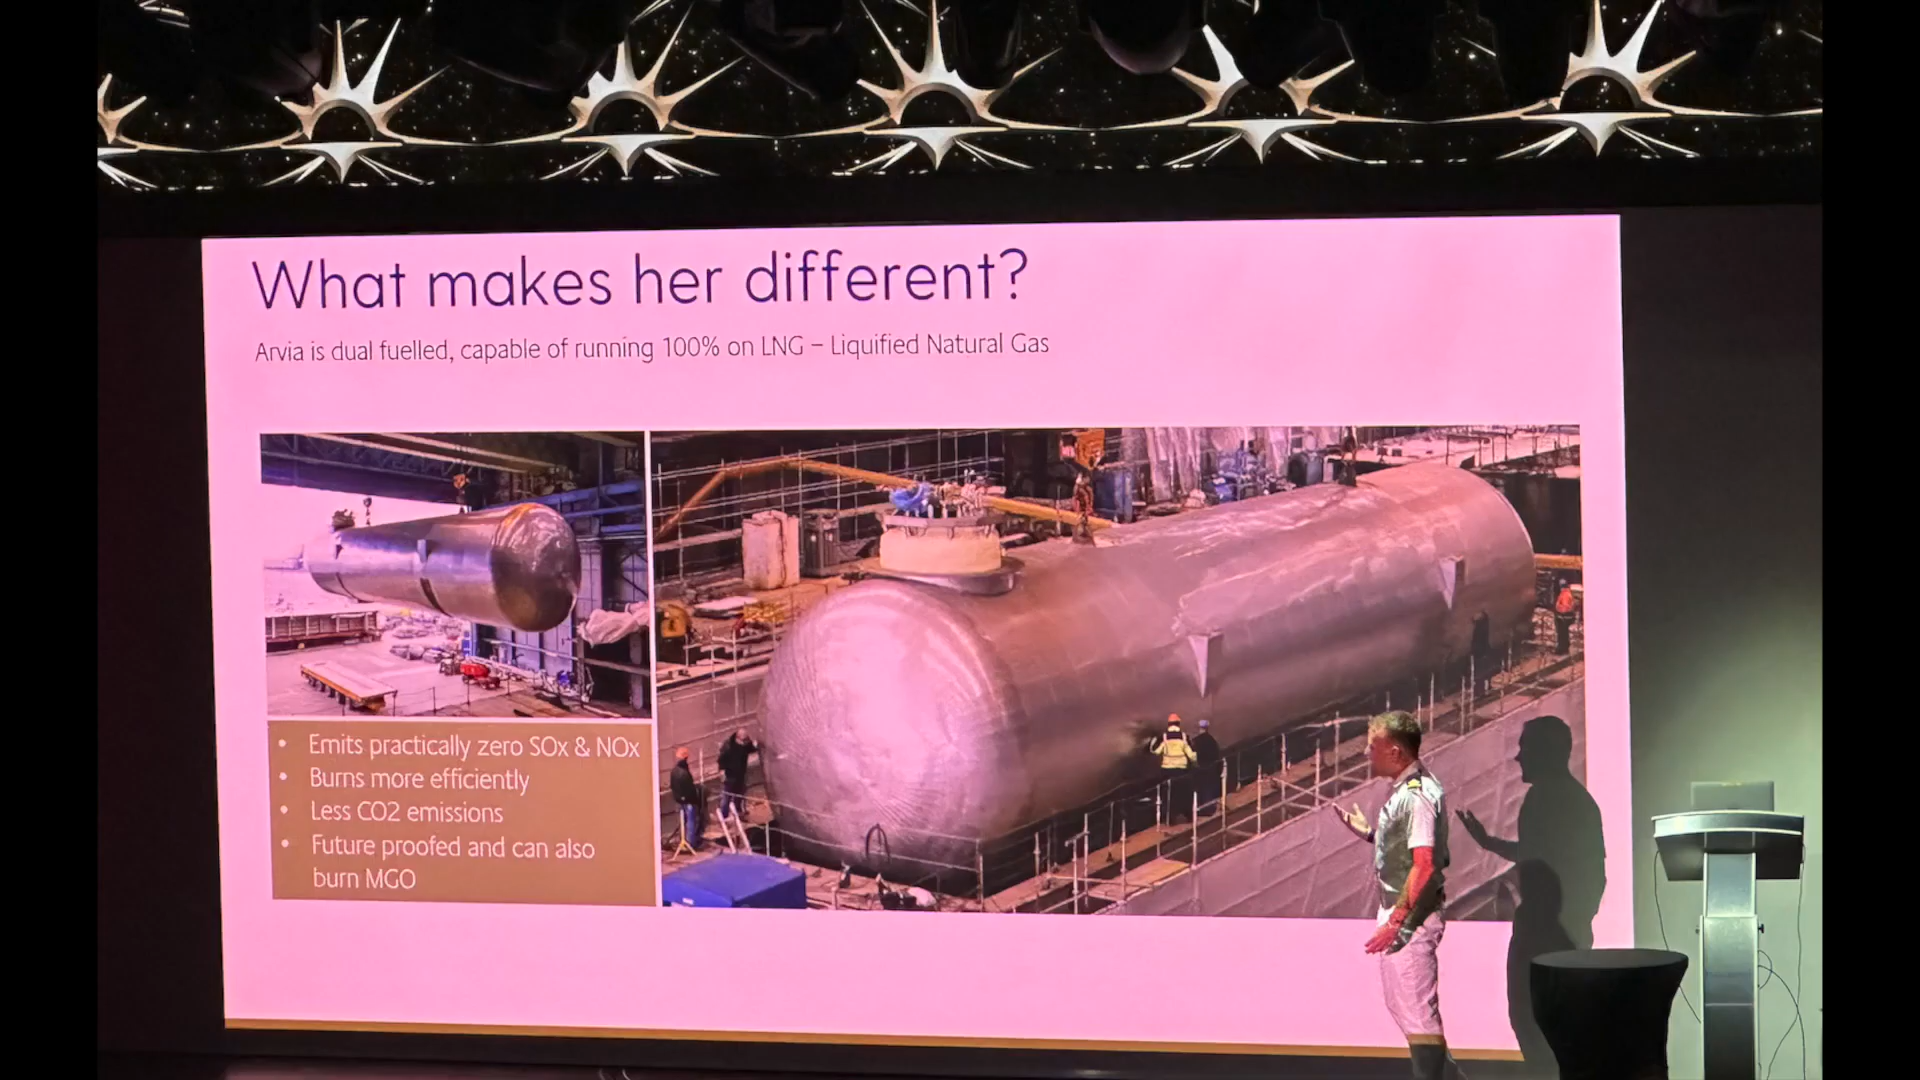 What makes her different?
Arvia is dual fuelled, capable of running 100% on LNG – Liquified Natural Gas
• Emits practically zero SOx & NOx
• Burns more efficiently
• Less CO2 emissions
• Future proofed and can also
burn MGO